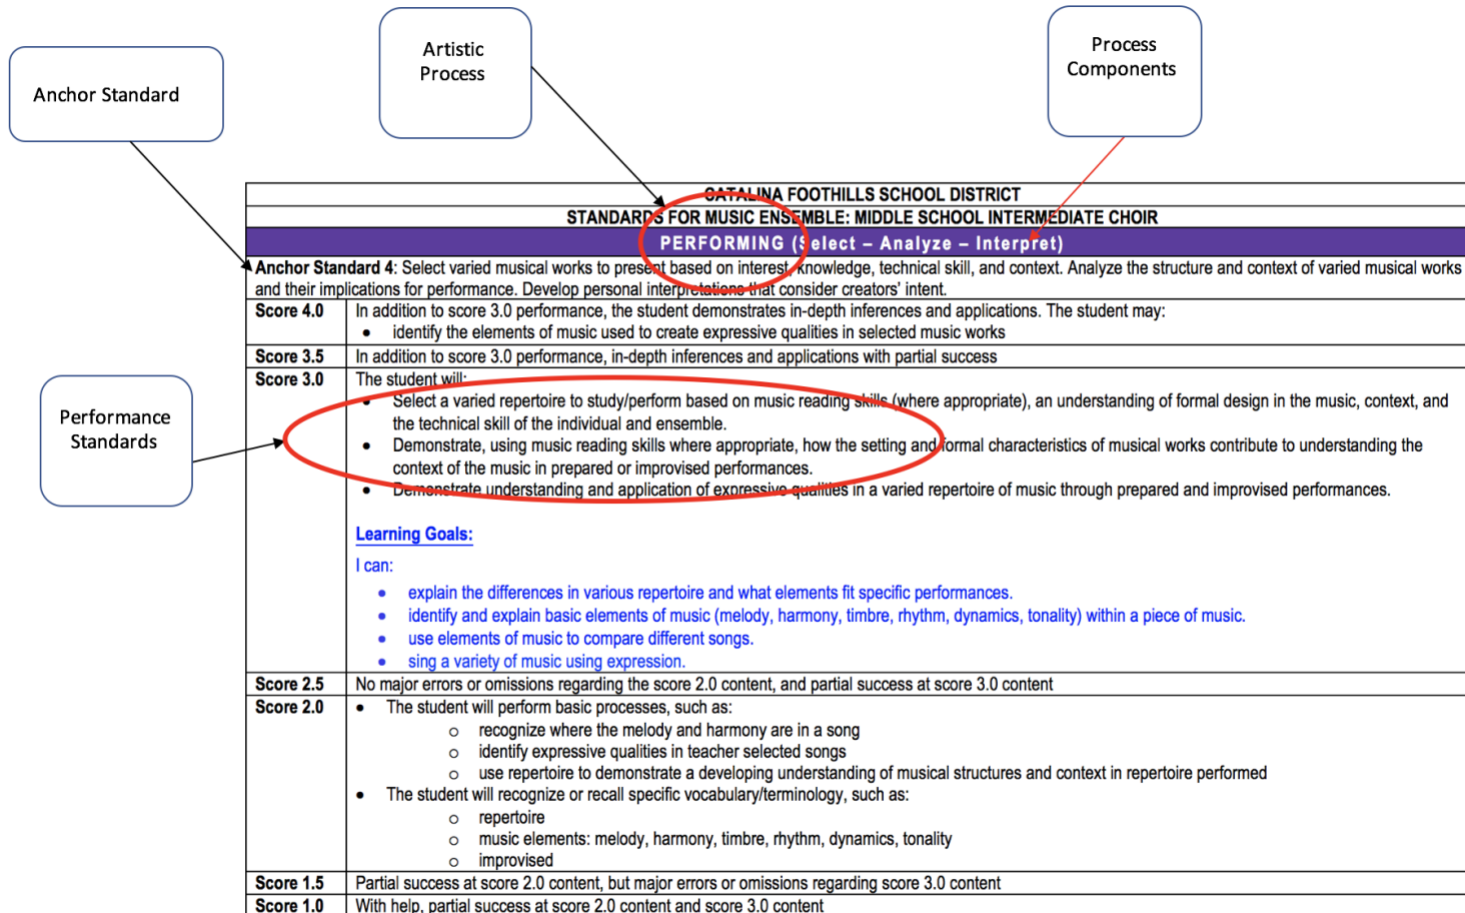 Artistic
Process
Process
Components
Anchor Standard
CATALINA FOOTHILLS SCHOOL DISTRICT
STANDARDS FOR MUSIC ENSEMBLE: MIDDLE SCHOOL INTERMEDIATE CHOIR
PERFORMING (Select – Analyze – Interpret)
Anchor Standard 4: Select varied musical works to present based on interest, knowledge, technical skill, and context. Analyze the structure and context of varied musical works
and their implications for performance. Develop personal interpretations that consider creators' intent.
Score 4.0 In addition to score 3.0 performance, the student demonstrates in-depth inferences and applications. The student may:
• identify the elements of music used to create expressive qualities in selected music works
Score 3.5 In addition to score 3.0 performance, in-depth inferences and applications with partial success
Score 3.0 The student will:
• Select a varied repertoire to study/perform based on music reading skills (where appropriate), an understanding of formal design in the music, context, and
the technical skill of the individual and ensemble.
• Demonstrate, using music reading skills where appropriate, how the setting and formal characteristics of musical works contribute to understanding the
context of the music in prepared or improvised performances.
• Demonstrate understanding and application of expressive qualities in a varied repertoire of music through prepared and improvised performances.
Performance
Standards
Learning Goals:
I can:
• explain the differences in various repertoire and what elements fit specific performances.
• identify and explain basic elements of music (melody, harmony, timbre, rhythm, dynamics, tonality) within a piece of music.
• use elements of music to compare different songs.
• sing a variety of music using expression.
Score 2.5 No major errors or omissions regarding the score 2.0 content, and partial success at score 3.0 content
Score 2.0 • The student will perform basic processes, such as:
o recognize where the melody and harmony are in a song
o identify expressive qualities in teacher selected songs
o use repertoire to demonstrate a developing understanding of musical structures and context in repertoire performed
• The student will recognize or recall specific vocabulary/terminology, such as:
o repertoire
o music elements: melody, harmony, timbre, rhythm, dynamics, tonality
o improvised
Score 1.5 Partial success at score 2.0 content, but major errors or omissions regarding score 3.0 content
Score 1.0 With help, partial success at score 2.0 content and score 3.0 content